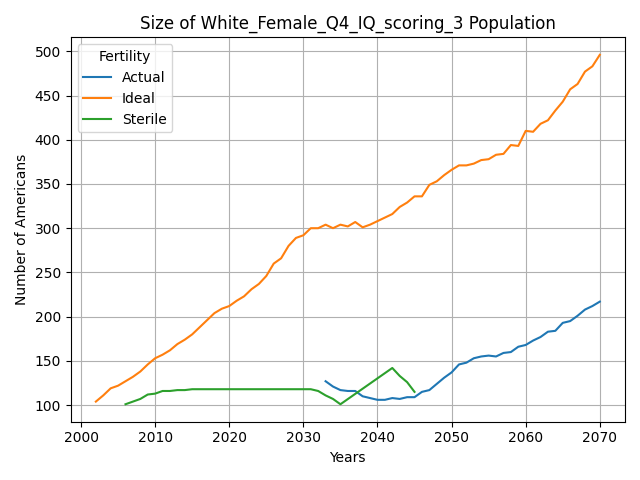 Size of White_Female_Q4_IQ_scoring_3 Population
Fertility
Actual
Ideal
Sterile
Number of Americans
500
450
400
350
300
250
200
150
100
2000 2010 2020 2030 2040 2050 2060 2070
Years